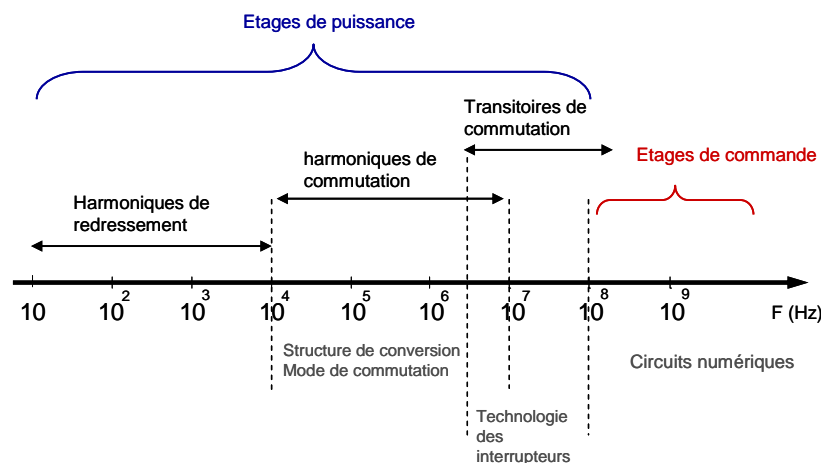 Etages de puissance
Transitoires de
commutation
harmoniques de
commutation
Etages de commande
Harmoniques de
redressement
10 10² 10³ 10⁴ 10⁵ 10⁶ 10⁷ 10⁸ 10⁹ F (Hz)
Structure de conversion
Mode de commutation
Circuits numériques
Technologie
des
interrupteurs